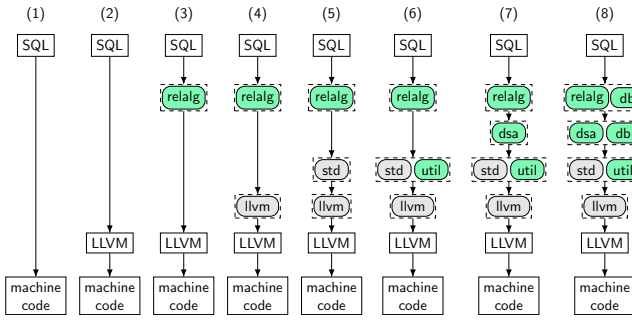 (1) (2) (3) (4) (5) (6) (7) (8)
SQL SQL SQL SQL SQL SQL SQL SQL
relalg relalg relalg relalg relalg relalg db
dsa dsa db
std std util std util std util
llvm llvm llvm llvm llvm
LLVM LLVM LLVM LLVM LLVM LLVM LLVM
machine machine machine machine machine machine machine machine
code code code code code code code code